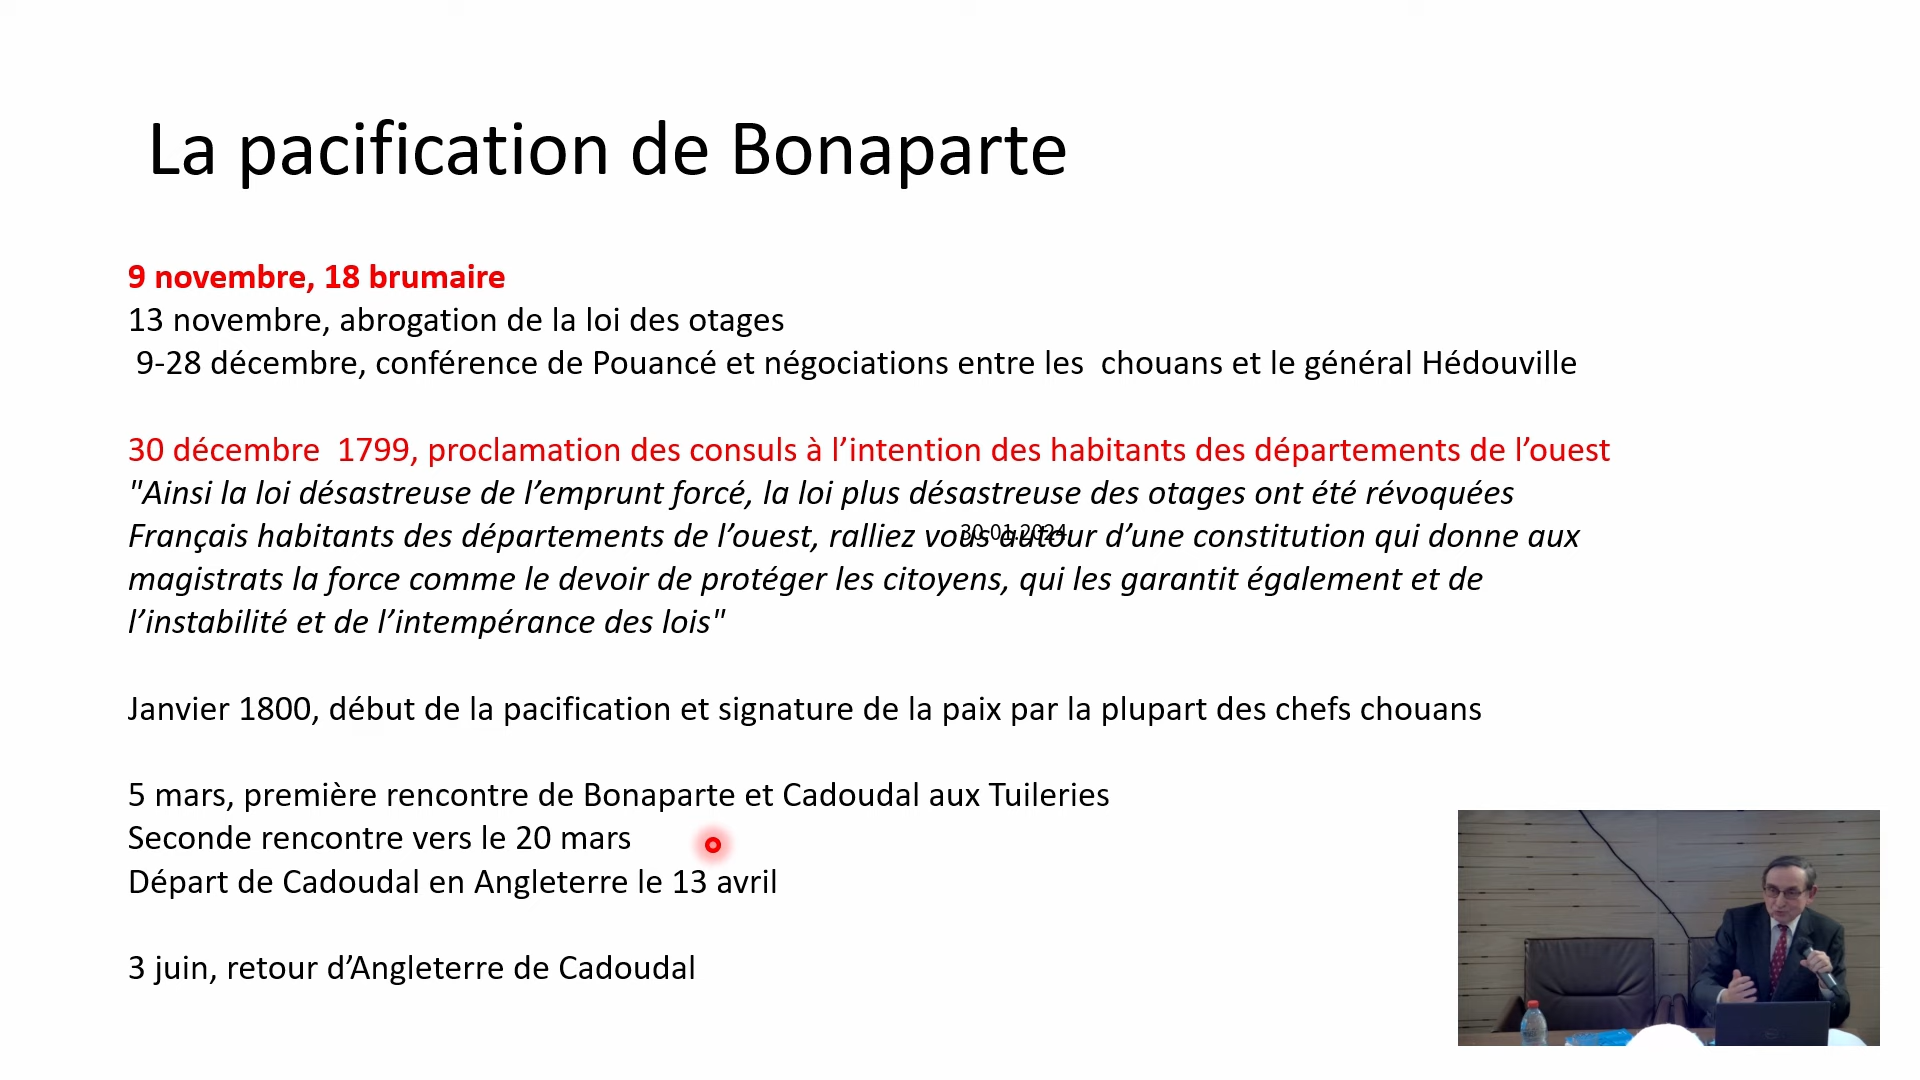 La pacification de Bonaparte
9 novembre, 18 brumaire
13 novembre, abrogation de la loi des otages
9-28 décembre, conférence de Pouancé et négociations entre les chouans et le général Hédouville
30 décembre 1799, proclamation des consuls à l’intention des habitants des départements de l’ouest
"Ainsi la loi désastreuse de l’emprunt forcé, la loi plus désastreuse des otages ont été révoquées
Français habitants des départements de l’ouest, ralliez vous autour d’une constitution qui donne aux
30.01.2024
magistrats la force comme le devoir de protéger les citoyens, qui les garantit également et de
l’instabilité et de l’intempérance des lois"
Janvier 1800, début de la pacification et signature de la paix par la plupart des chefs chouans
5 mars, première rencontre de Bonaparte et Cadoudal aux Tuileries
Seconde rencontre vers le 20 mars
Départ de Cadoudal en Angleterre le 13 avril
3 juin, retour d’Angleterre de Cadoudal